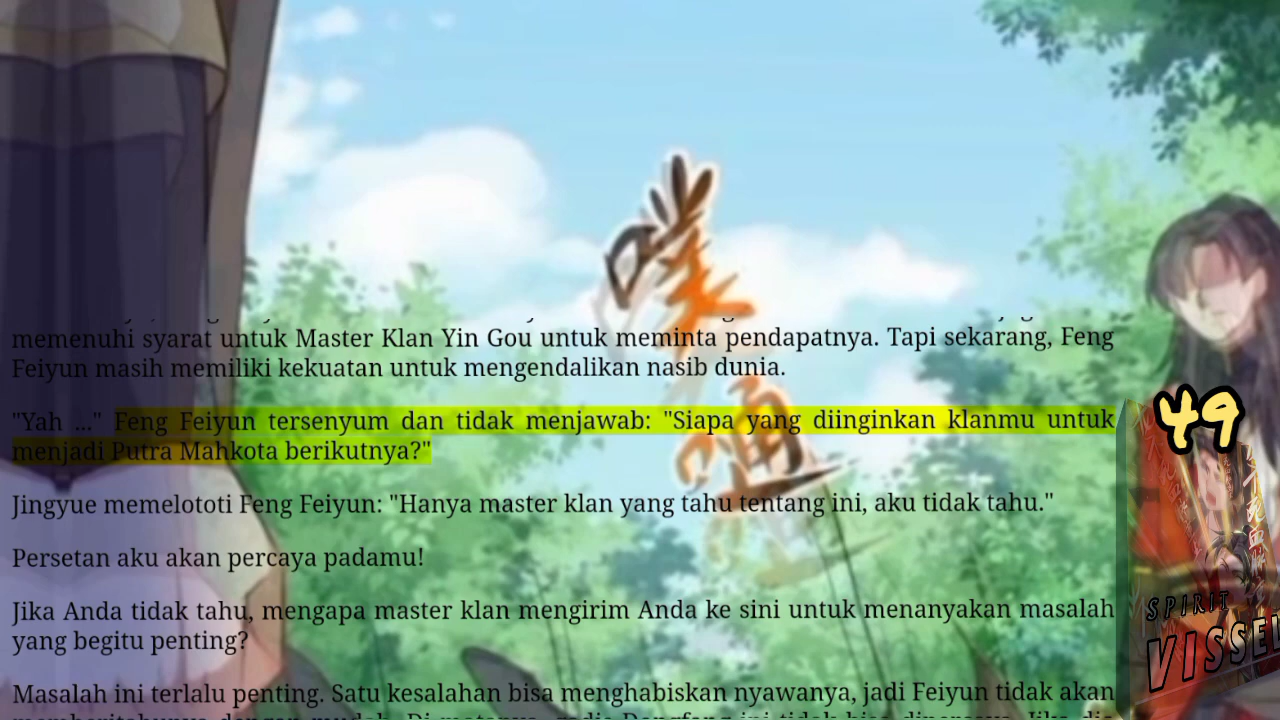 噗
通
memenuhi syarat untuk Master Klan Yin Gou untuk meminta pendapatnya. Tapi sekarang, Feng
Feiyun masih memiliki kekuatan untuk mengendalikan nasib dunia.
"Yah ..." Feng Feiyun tersenyum dan tidak menjawab: "Siapa yang diinginkan klanmu untuk
menjadi Putra Mahkota berikutnya?"
Jingyue memelototi Feng Feiyun: "Hanya master klan yang tahu tentang ini, aku tidak tahu."
Persetan aku akan percaya padamu!
Jika Anda tidak tahu, mengapa master klan mengirim Anda ke sini untuk menanyakan masalah
yang begitu penting?
Masalah ini terlalu penting. Satu kesalahan bisa menghabiskan nyawanya, jadi Feiyun tidak akan
49
SPIRIT
VISSEL